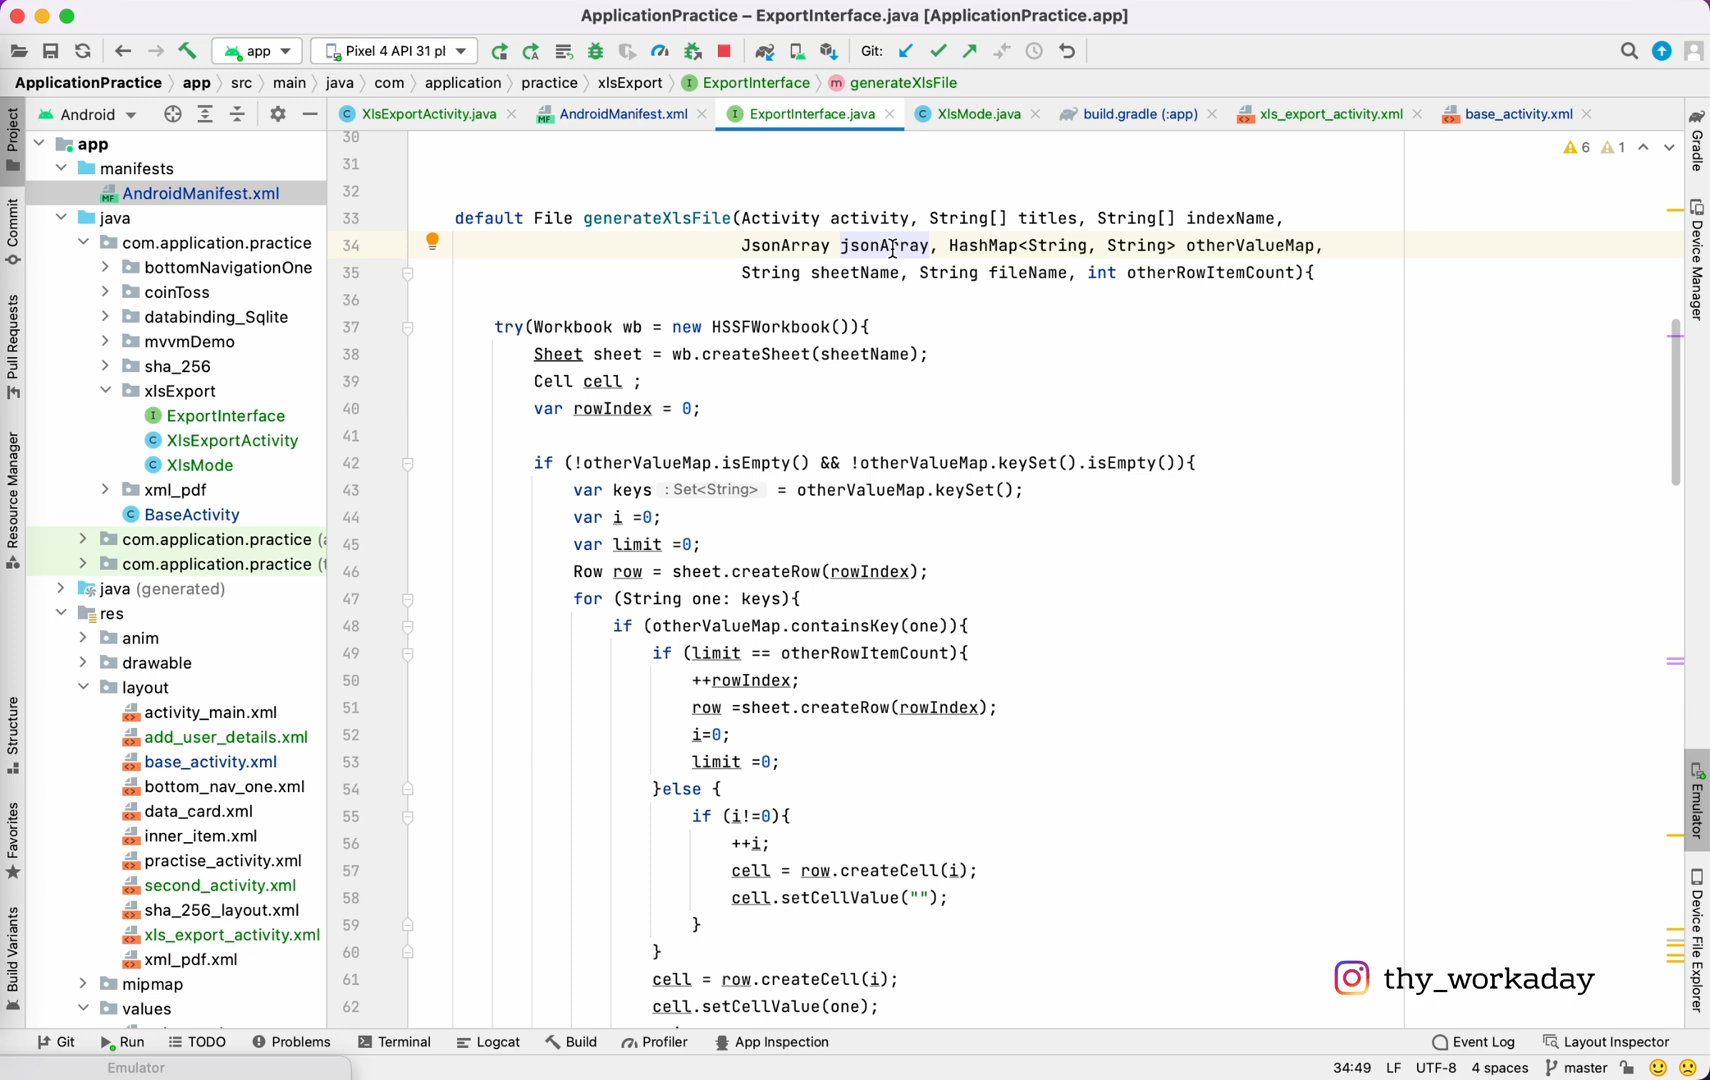 ApplicationPractice – ExportInterface.java [ApplicationPractice.app]
app
Pixel 4 API 31 pl
Git:
ApplicationPractice app src main java com application practice xlsExport ExportInterface generateXlsFile
Android
XlsExportActivity.java
AndroidManifest.xml
ExportInterface.java
XlsMode.java
build.gradle (:app)
xls_export_activity.xml
base_activity.xml
Project
Commit
Pull Requests
Resource Manager
Structure
Favorites
Build Variants
app
manifests
AndroidManifest.xml
java
com.application.practice
bottomNavigationOne
coinToss
databinding_Sqlite
mvvmDemo
sha_256
xlsExport
ExportInterface
XlsExportActivity
XlsMode
xml_pdf
BaseActivity
com.application.practice
com.application.practice
java (generated)
res
anim
drawable
layout
activity_main.xml
add_user_details.xml
base_activity.xml
bottom_nav_one.xml
data_card.xml
inner_item.xml
practise_activity.xml
second_activity.xml
sha_256_layout.xml
xls_export_activity.xml
xml_pdf.xml
mipmap
values
6 1
30
31
32
33 default File generateXlsFile(Activity activity, String[] titles, String[] indexName,
34 JsonArray jsonArray, HashMap<String, String> otherValueMap,
35 String sheetName, String fileName, int otherRowItemCount){
36
37 try(Workbook wb = new HSSFWorkbook()){
38 Sheet sheet = wb.createSheet(sheetName);
39 Cell cell ;
40 var rowIndex = 0;
41
42 if (!otherValueMap.isEmpty() && !otherValueMap.keySet().isEmpty()){
43 var keys : Set<String> = otherValueMap.keySet();
44 var i =0;
45 var limit =0;
46 Row row = sheet.createRow(rowIndex);
47 for (String one: keys){
48 if (otherValueMap.containsKey(one)){
49 if (limit == otherRowItemCount){
50 ++rowIndex;
51 row =sheet.createRow(rowIndex);
52 i=0;
53 limit =0;
54 }else {
55 if (i!=0){
56 ++i;
57 cell = row.createCell(i);
58 cell.setCellValue("");
59 }
60 }
61 cell = row.createCell(i);
62 cell.setCellValue(one);
thy_workaday
Gradle
Device Manager
Emulator
Device File Explorer
Git
Run
TODO
Problems
Terminal
Logcat
Build
Profiler
App Inspection
Event Log
Layout Inspector
Emulator
34:49 LF UTF-8 4 spaces master